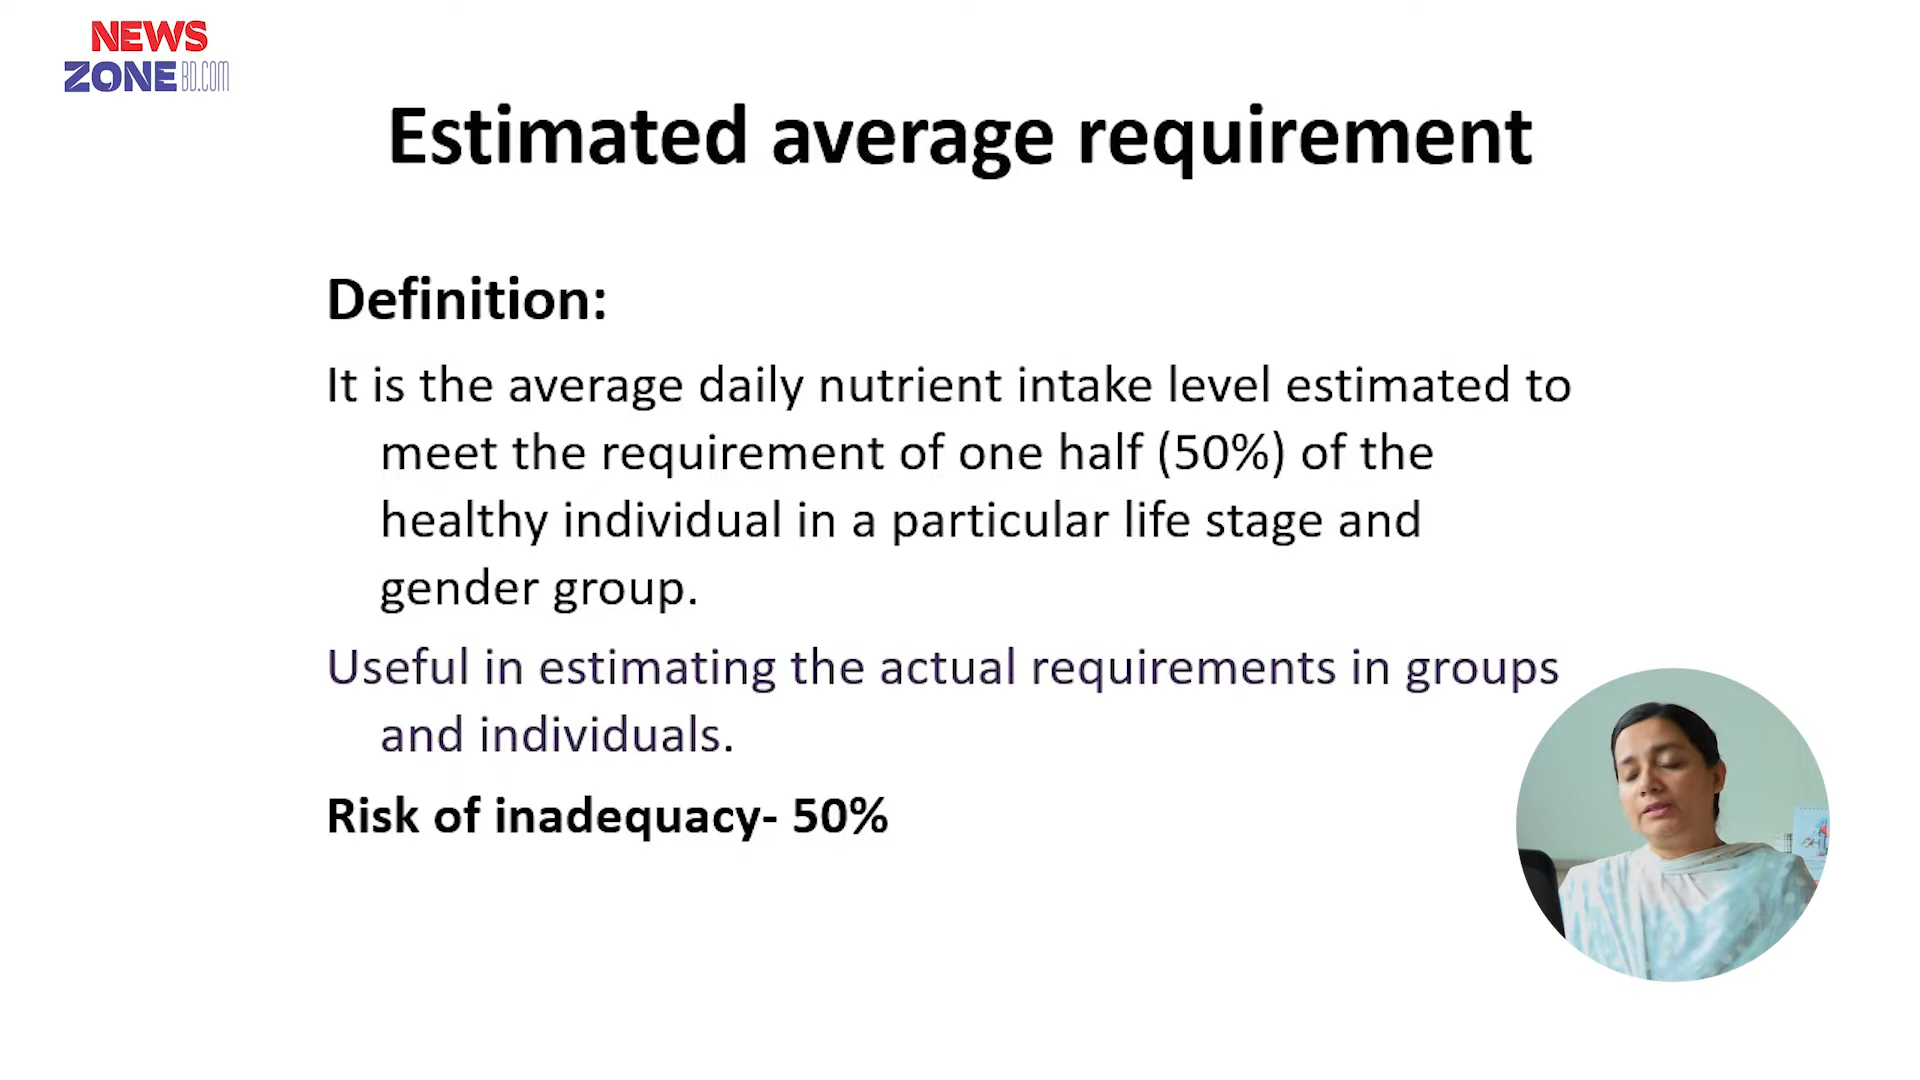 NEWS
ZONE BD.COM
Estimated average requirement
Definition:
It is the average daily nutrient intake level estimated to
meet the requirement of one half (50%) of the
healthy individual in a particular life stage and
gender group.
Useful in estimating the actual requirements in groups
and individuals.
Risk of inadequacy- 50%